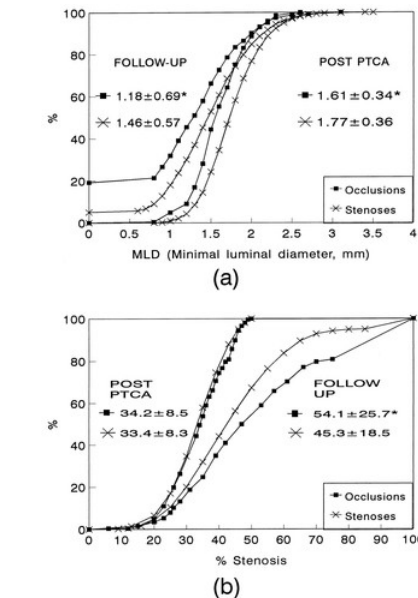 100
80
60
40
20
0
%
FOLLOW-UP
1.18±0.69*
1.46±0.57
POST PTCA
1.61±0.34*
1.77±0.36
Occlusions
Stenoses
0 0.5 1 1.5 2 2.5 3 3.5 4
MLD (Minimal luminal diameter, mm)
(a)
100
80
60
40
20
0
%
POST
PTCA
34.2±8.5
33.4±8.3
FOLLOW
UP
54.1±25.7*
45.3±18.5
Occlusions
Stenoses
0 10 20 30 40 50 60 70 80 90 100
% Stenosis
(b)